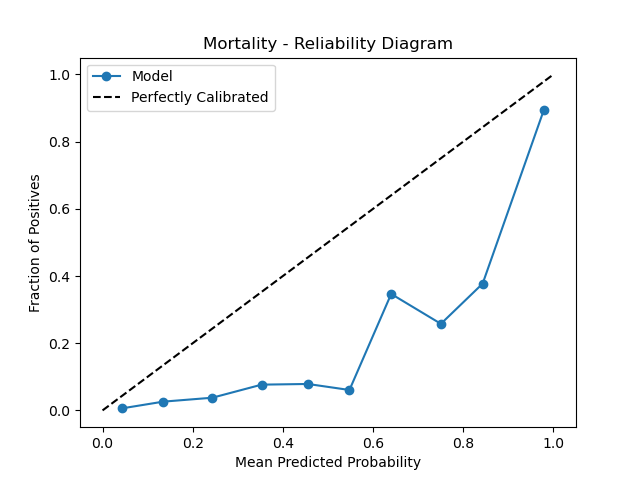 Mortality - Reliability Diagram
Model
Perfectly Calibrated
Fraction of Positives
1.0
0.8
0.6
0.4
0.2
0.0
0.0 0.2 0.4 0.6 0.8 1.0
Mean Predicted Probability